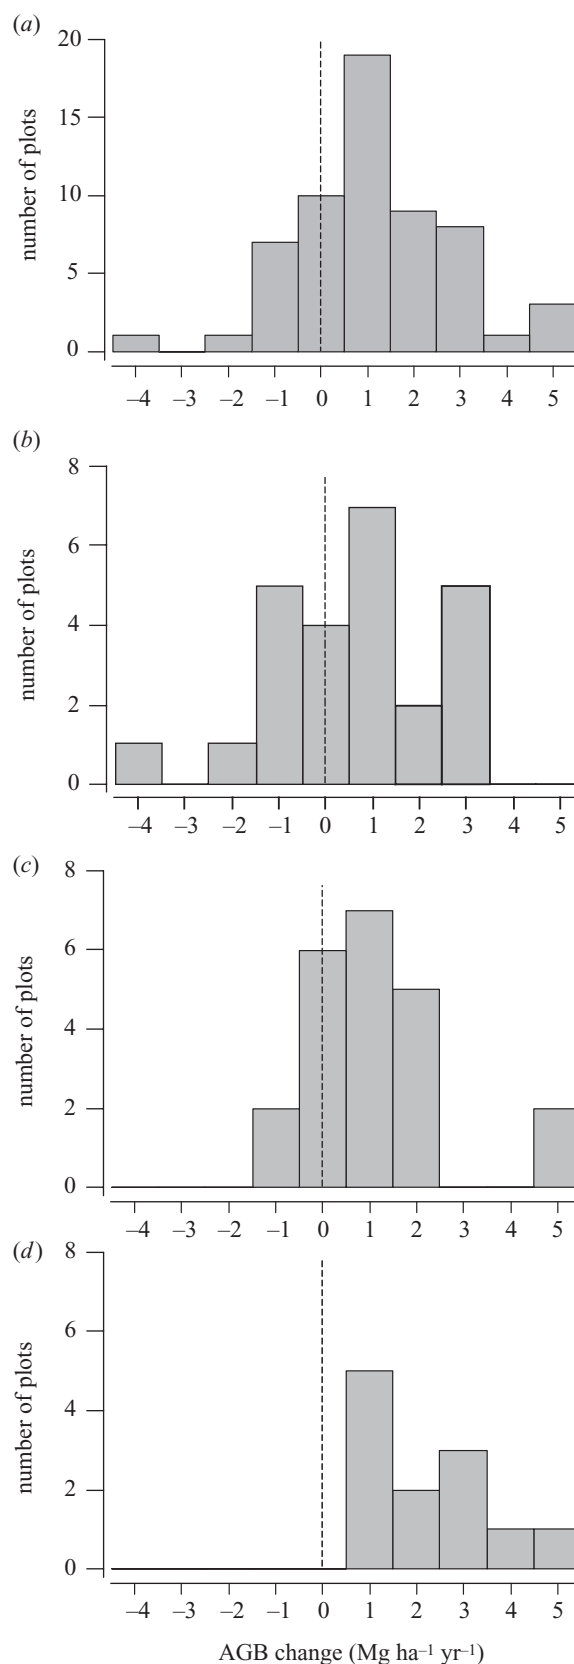 (a)
20
15
10
5
0
number of plots
–4 –3 –2 –1 0 1 2 3 4 5
(b)
8
6
4
2
0
number of plots
–4 –3 –2 –1 0 1 2 3 4 5
(c)
8
6
4
2
0
number of plots
–4 –3 –2 –1 0 1 2 3 4 5
(d)
8
6
4
2
0
number of plots
–4 –3 –2 –1 0 1 2 3 4 5
AGB change (Mg ha⁻¹ yr⁻¹)